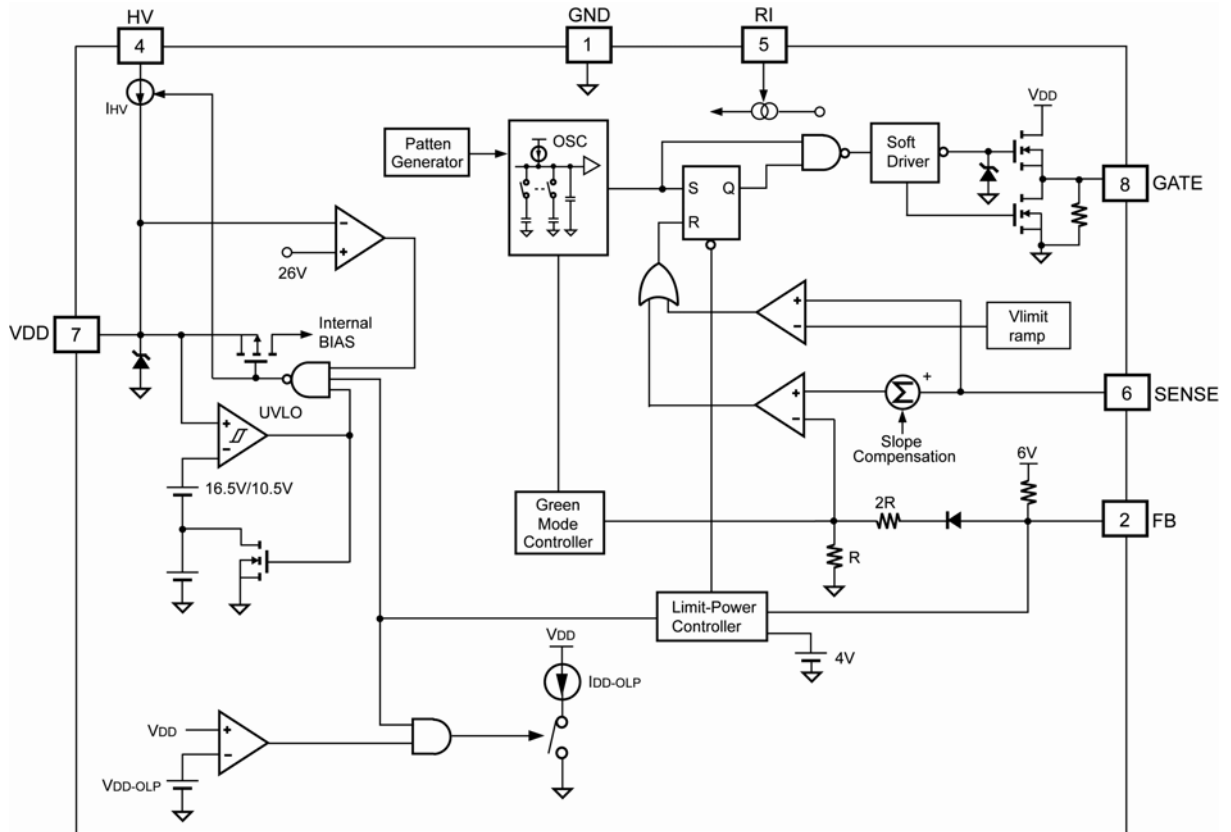 HV
GND
RI
4
1
5
IHV
VDD
OSC
Patten
Generator
Soft
Driver
S
Q
R
8
GATE
−
+
26V
+
−
Vlimit
ramp
VDD
7
Internal
BIAS
+
−
+
Σ
6
SENSE
UVLO
+
−
Slope
Compensation
6V
16.5V/10.5V
Green
Mode
Controller
2R
2
FB
R
Limit-Power
Controller
VDD
4V
IDD-OLP
VDD
+
−
VDD-OLP